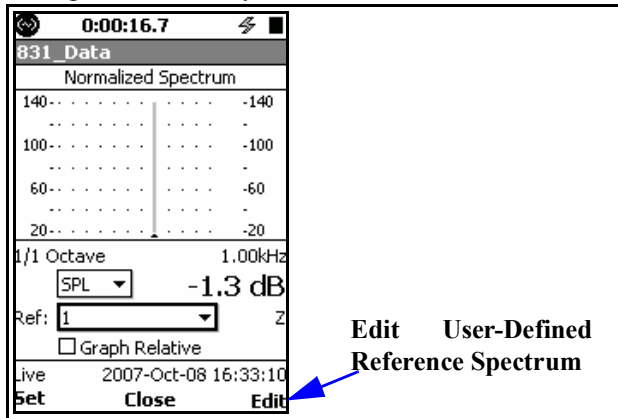 0:00:16.7
831_Data
Normalized Spectrum
140 -140
100 -100
60 -60
20 -20
1/1 Octave 1.00kHz
SPL -1.3 dB
Ref: 1 Z
Graph Relative
Live 2007-Oct-08 16:33:10
Set Close Edit
Edit User-Defined
Reference Spectrum